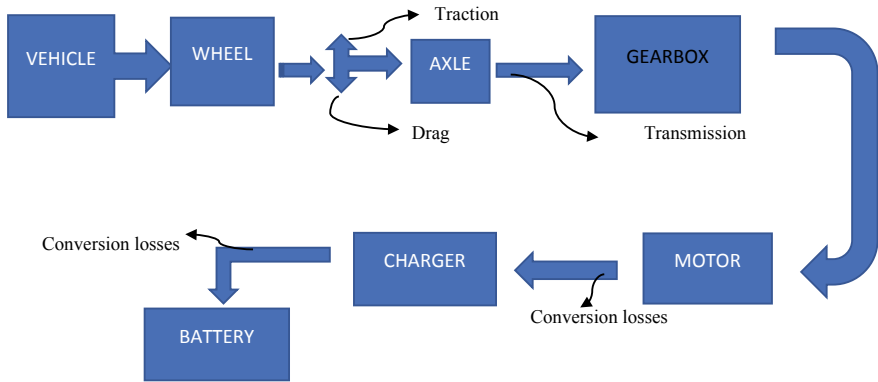 Traction
VEHICLE
WHEEL
AXLE
GEARBOX
Drag
Transmission
Conversion losses
CHARGER
MOTOR
Conversion losses
BATTERY